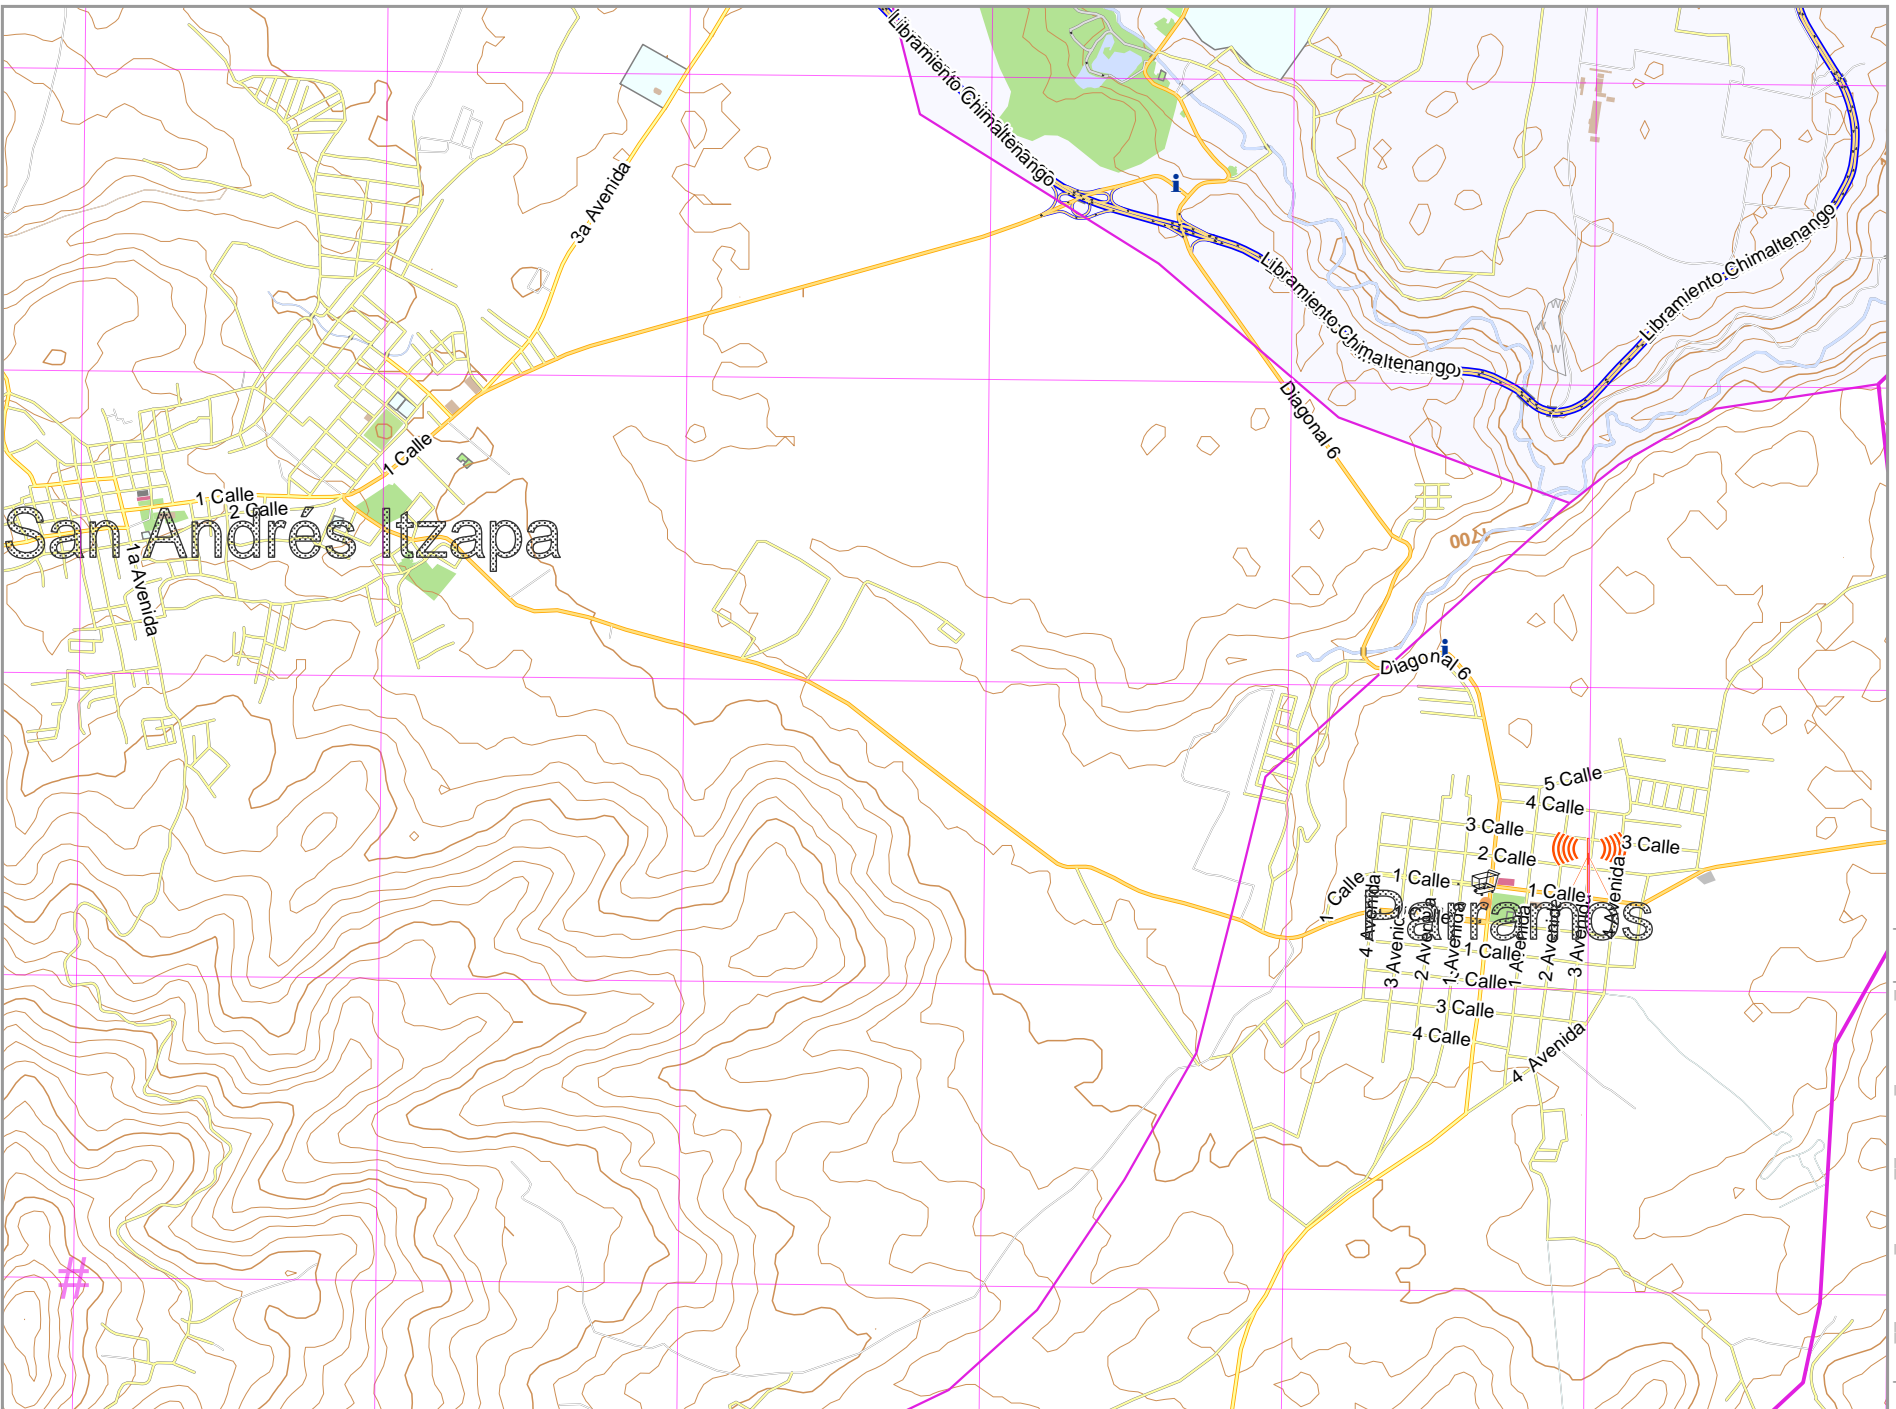 Libramiento Chimaltenango
3a Avenida
Libramiento Chimaltenango
Libramiento Chimaltenango
Diagonal 6
1 Calle
1 Calle
2 Calle
San Andrés Itzapa
1a Avenida
1700
Diagonal 6
5 Calle
4 Calle
3 Calle
3 Calle
2 Calle
1 Calle
1 Calle
1 Calle
Parramos
4 Avenida
3 Avenida
2 Avenida
1 Avenida
1 Avenida
2 Avenida
3 Avenida
4 Avenida
1 Calle
Calle
3 Calle
4 Calle
4 Avenida
#